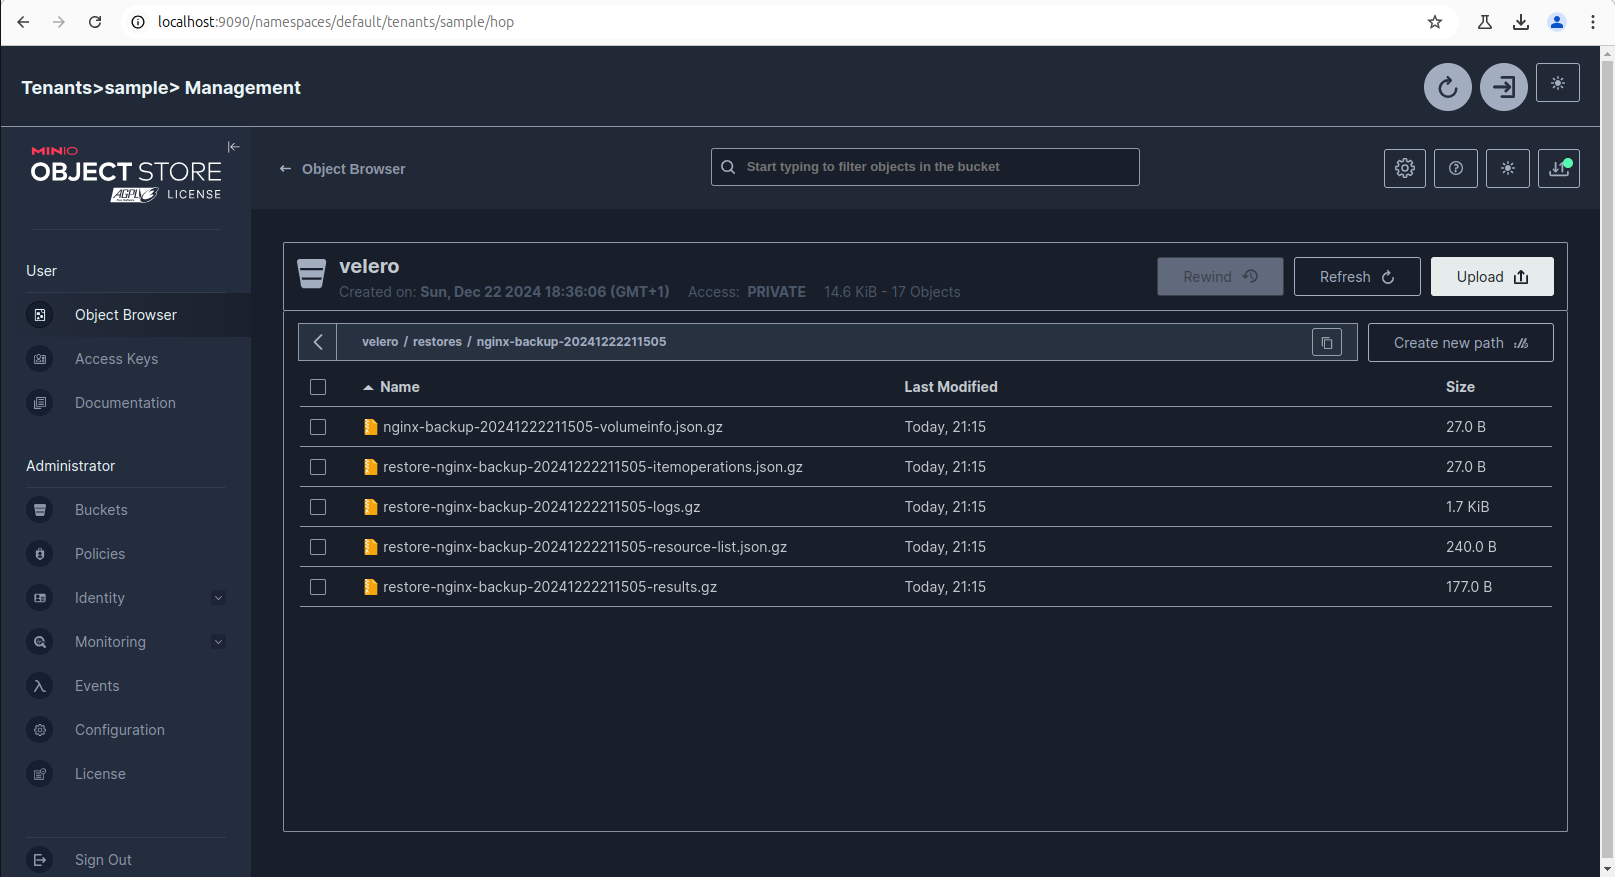 localhost:9090/namespaces/default/tenants/sample/hop
Tenants>sample> Management
MINIO
OBJECT STORE
AGPL v3 LICENSE
Object Browser
Start typing to filter objects in the bucket
User
Object Browser
Access Keys
Documentation
Administrator
Buckets
Policies
Identity
Monitoring
Events
Configuration
License
Sign Out
velero
Created on: Sun, Dec 22 2024 18:36:06 (GMT+1) Access: PRIVATE 14.6 KiB - 17 Objects
Rewind
Refresh
Upload
velero / restores / nginx-backup-20241222211505
Create new path
Name Last Modified Size
nginx-backup-20241222211505-volumeinfo.json.gz Today, 21:15 27.0 B
restore-nginx-backup-20241222211505-itemoperations.json.gz Today, 21:15 27.0 B
restore-nginx-backup-20241222211505-logs.gz Today, 21:15 1.7 KiB
restore-nginx-backup-20241222211505-resource-list.json.gz Today, 21:15 240.0 B
restore-nginx-backup-20241222211505-results.gz Today, 21:15 177.0 B